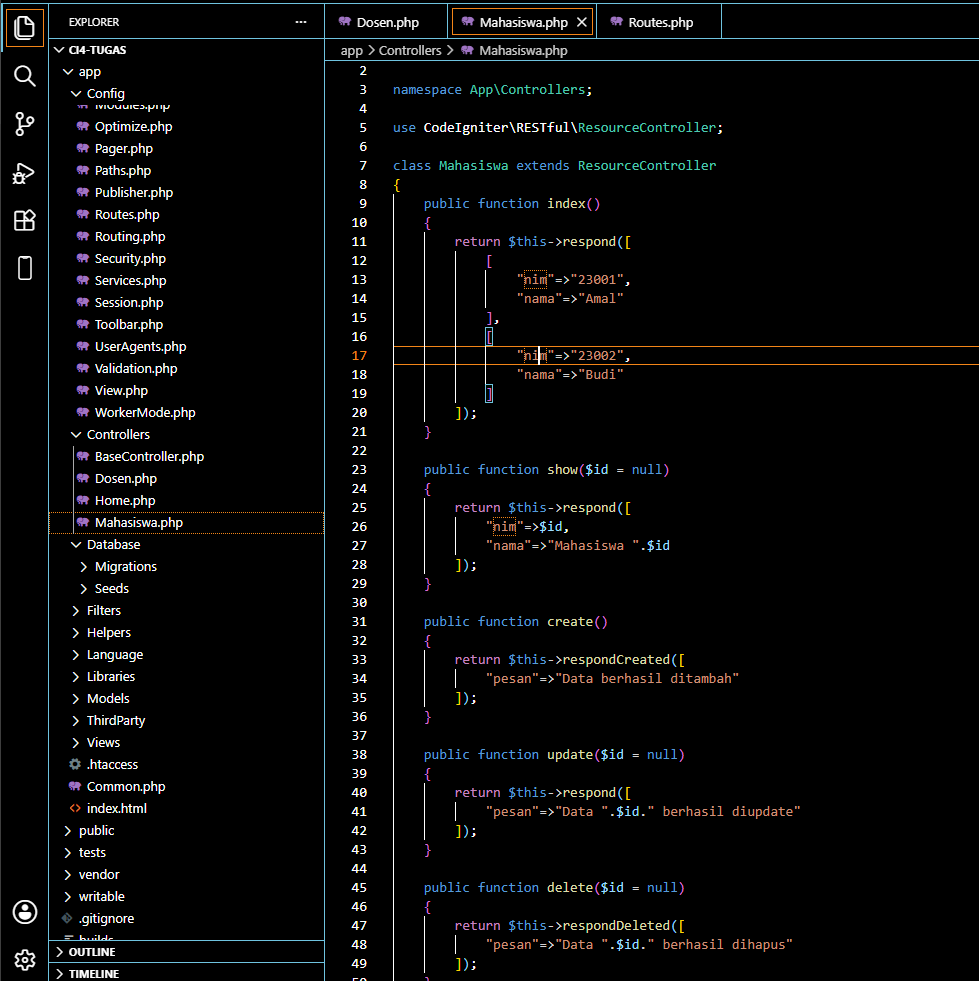 EXPLORER
CI4-TUGAS
app
Config
Modules.php
Optimize.php
Pager.php
Paths.php
Publisher.php
Routes.php
Routing.php
Security.php
Services.php
Session.php
Toolbar.php
UserAgents.php
Validation.php
View.php
WorkerMode.php
Controllers
BaseController.php
Dosen.php
Home.php
Mahasiswa.php
Database
Migrations
Seeds
Filters
Helpers
Language
Libraries
Models
ThirdParty
Views
.htaccess
Common.php
index.html
public
tests
vendor
writable
.gitignore
builds
OUTLINE
TIMELINE
Dosen.php Mahasiswa.php Routes.php
app > Controllers > Mahasiswa.php
2
3 namespace App\Controllers;
4
5 use CodeIgniter\RESTful\ResourceController;
6
7 class Mahasiswa extends ResourceController
8 {
9     public function index()
10     {
11         return $this->respond([
12             [
13                 "nim"=>"23001",
14                 "nama"=>"Amal"
15             ],
16             [
17                 "nim"=>"23002",
18                 "nama"=>"Budi"
19             ]
20         ]);
21     }
22
23     public function show($id = null)
24     {
25         return $this->respond([
26             "nim"=>$id,
27             "nama"=>"Mahasiswa ".$id
28         ]);
29     }
30
31     public function create()
32     {
33         return $this->respondCreated([
34             "pesan"=>"Data berhasil ditambah"
35         ]);
36     }
37
38     public function update($id = null)
39     {
40         return $this->respond([
41             "pesan"=>"Data ".$id." berhasil diupdate"
42         ]);
43     }
44
45     public function delete($id = null)
46     {
47         return $this->respondDeleted([
48             "pesan"=>"Data ".$id." berhasil dihapus"
49         ]);
50     }